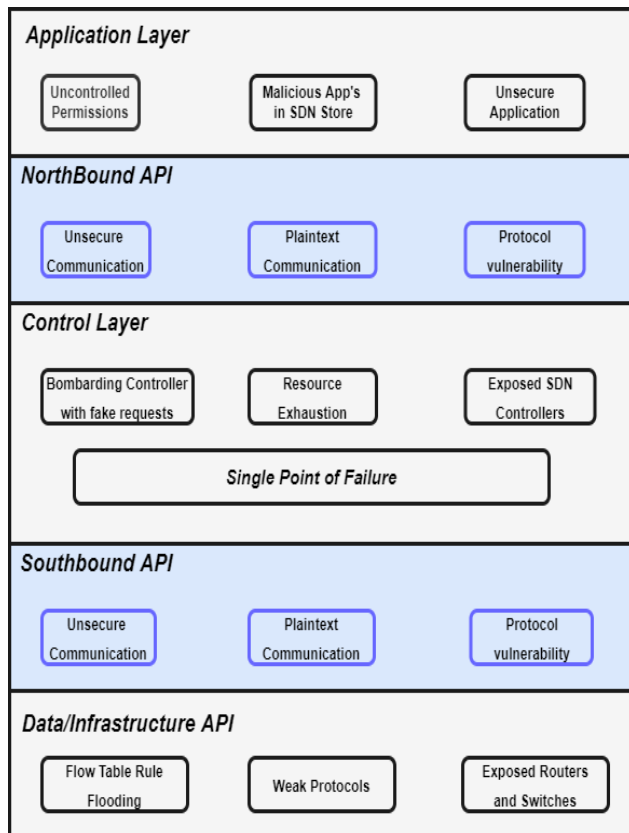 Application Layer
Uncontrolled
Permissions
Malicious App's
in SDN Store
Unsecure
Application
NorthBound API
Unsecure
Communication
Plaintext
Communication
Protocol
vulnerability
Control Layer
Bombarding Controller
with fake requests
Resource
Exhaustion
Exposed SDN
Controllers
Single Point of Failure
Southbound API
Unsecure
Communication
Plaintext
Communication
Protocol
vulnerability
Data/Infrastructure API
Flow Table Rule
Flooding
Weak Protocols
Exposed Routers
and Switches